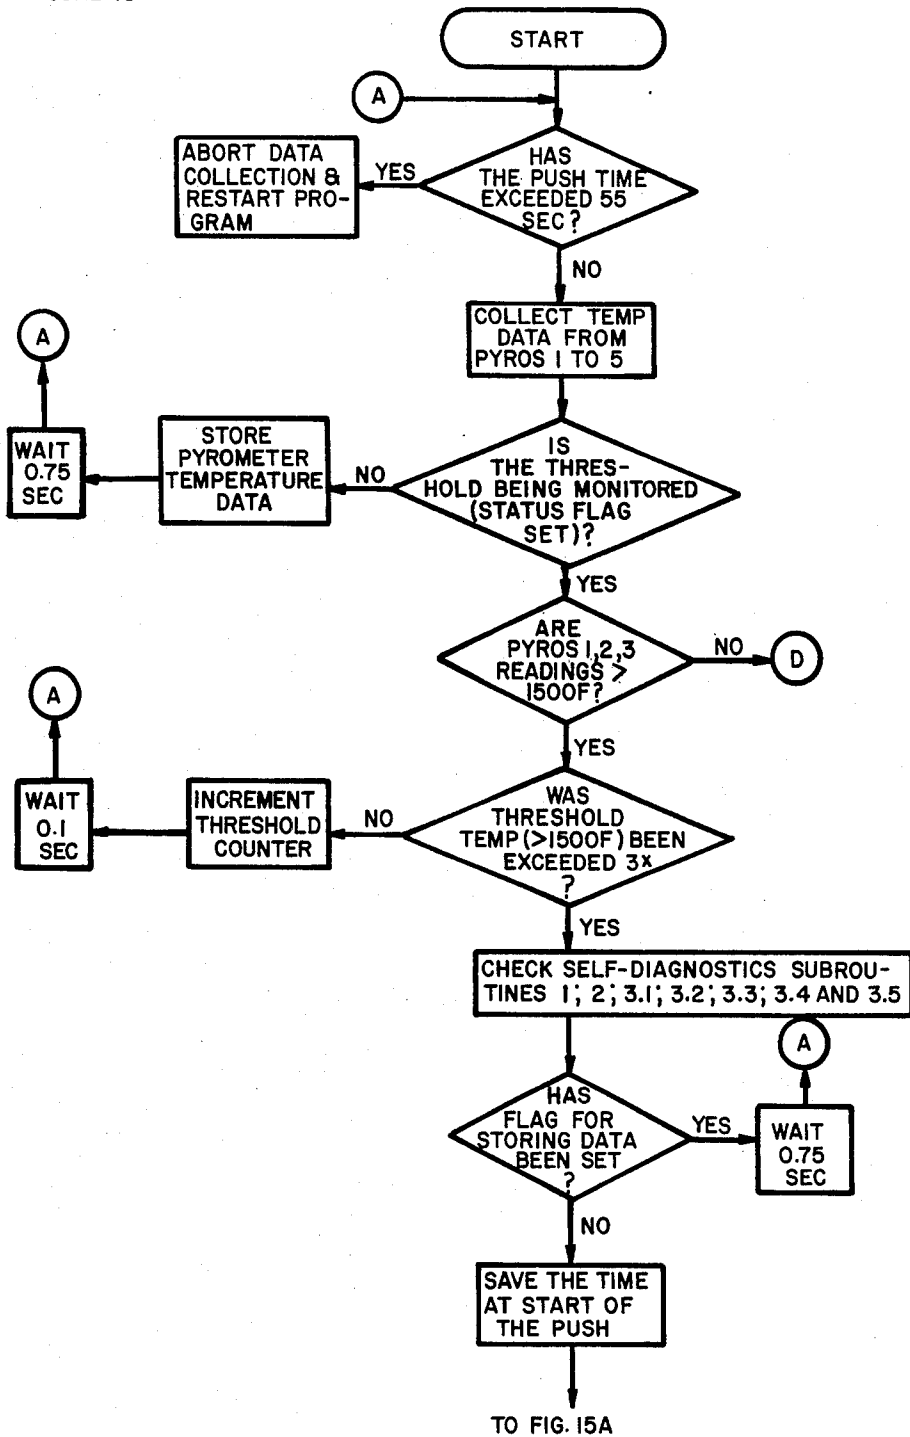 START
A
ABORT DATA
COLLECTION &
RESTART PRO-
GRAM
YES
HAS
THE PUSH TIME
EXCEEDED 55
SEC?
NO
COLLECT TEMP
DATA FROM
PYROS 1 TO 5
A
WAIT
0.75
SEC
STORE
PYROMETER
TEMPERATURE
DATA
NO
IS
THE THRES-
HOLD BEING MONITORED
(STATUS FLAG
SET)?
YES
ARE
PYROS 1,2,3
READINGS >
1500F?
NO
D
YES
A
WAIT
0.1
SEC
INCREMENT
THRESHOLD
COUNTER
NO
WAS
THRESHOLD
TEMP (>1500F) BEEN
EXCEEDED 3X
?
YES
CHECK SELF-DIAGNOSTICS SUBROU-
TINES 1; 2; 3.1; 3.2; 3.3; 3.4 AND 3.5
A
HAS
FLAG FOR
STORING DATA
BEEN SET
?
YES
WAIT
0.75
SEC
NO
SAVE THE TIME
AT START OF
THE PUSH
TO FIG. 15A